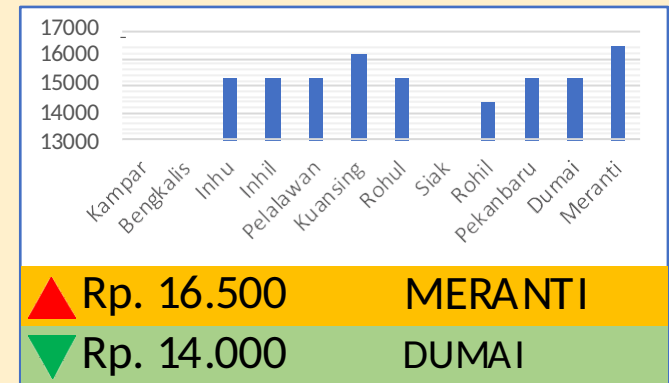 17000
16000
15000
14000
13000
Kampar
Bengkalis
Inhu
Inhil
Pelalawan
Kuansing
Rohul
Siak
Rohil
Pekanbaru
Dumai
Meranti
Rp. 16.500 MERANTI
Rp. 14.000 DUMAI